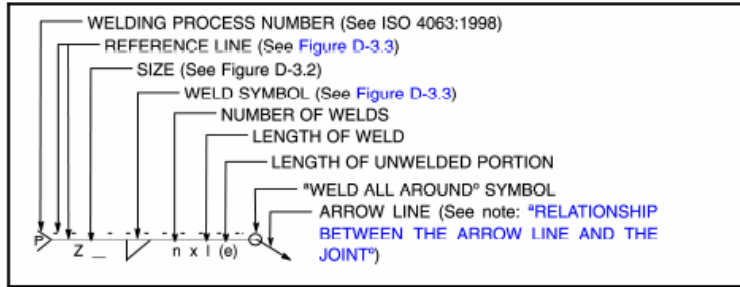 WELDING PROCESS NUMBER (See ISO 4063:1998)
REFERENCE LINE (See Figure D-3.3)
SIZE (See Figure D-3.2)
WELD SYMBOL (See Figure D-3.3)
NUMBER OF WELDS
LENGTH OF WELD
LENGTH OF UNWELDED PORTION
"WELD ALL AROUND" SYMBOL
ARROW LINE (See note: "RELATIONSHIP
BETWEEN THE ARROW LINE AND THE
JOINT")
P Z _ n x l (e)